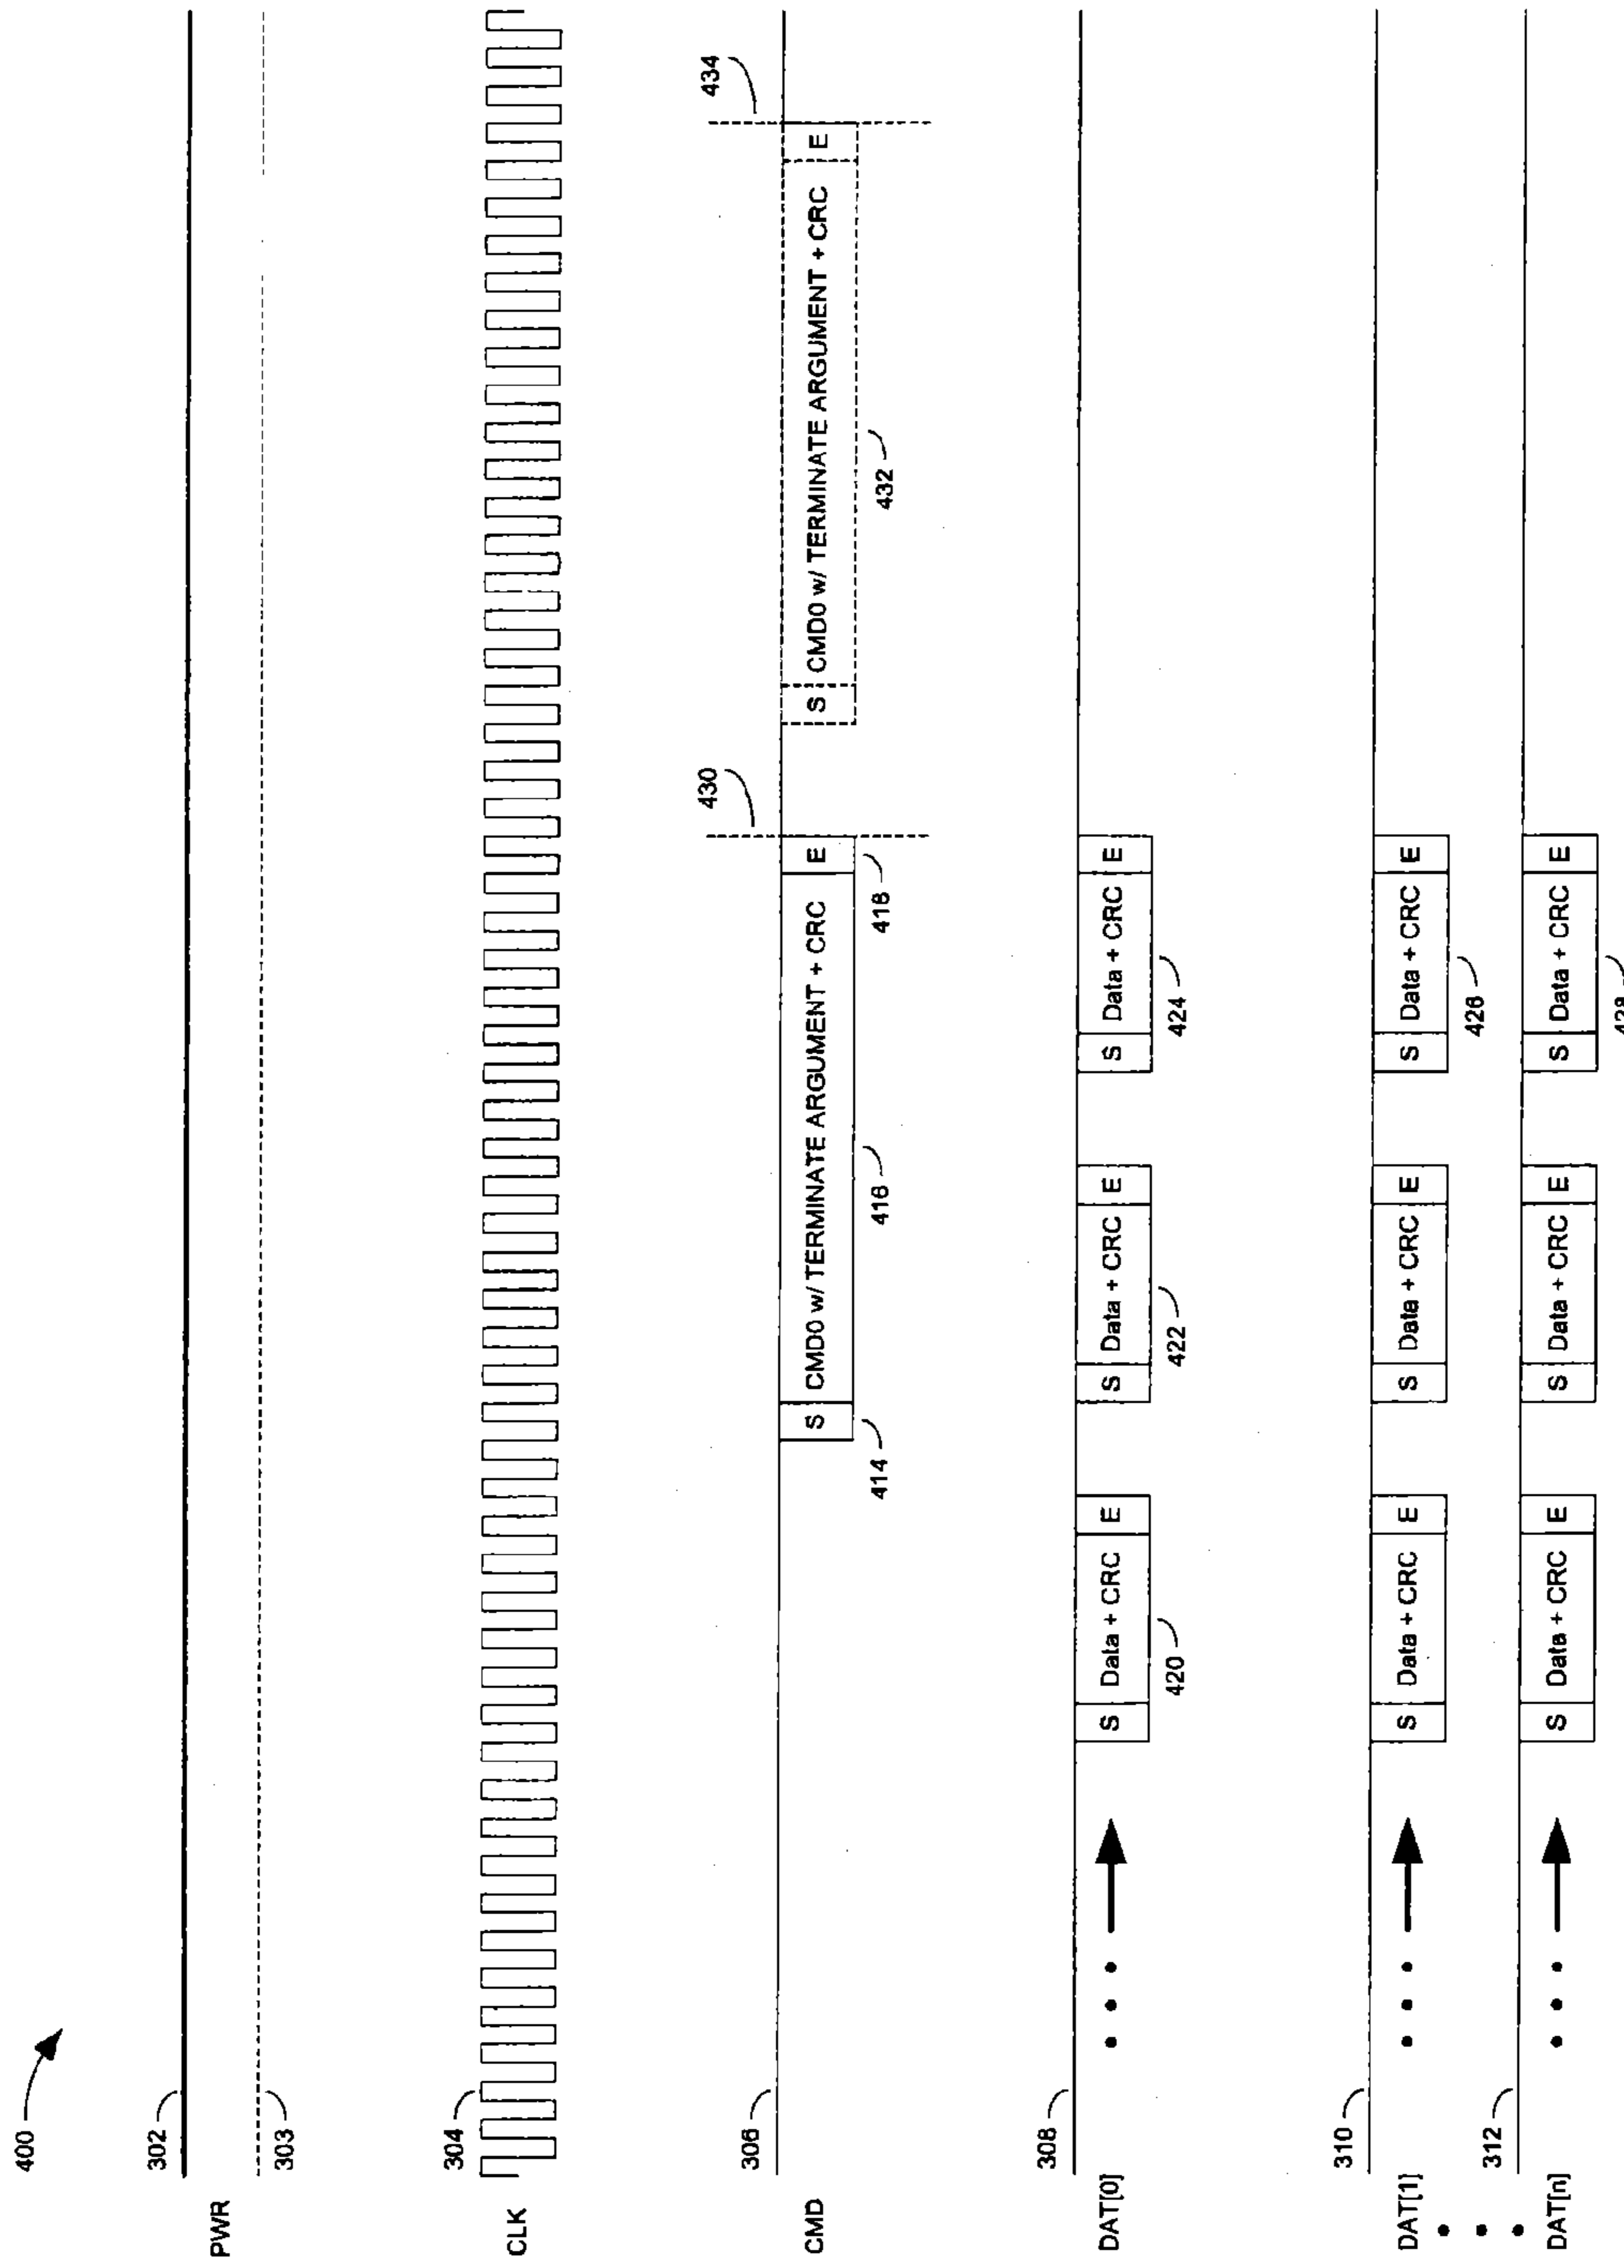 400
PWR
302
303
CLK
304
CMD
306
S
CMD0 w/ TERMINATE ARGUMENT + CRC
E
414
416
418
430
S
CMD0 w/ TERMINATE ARGUMENT + CRC
E
432
434
DAT[0]
308
S
Data + CRC
E
420
S
Data + CRC
E
422
S
Data + CRC
E
424
DAT[1]
310
S
Data + CRC
E
S
Data + CRC
E
S
Data + CRC
E
426
DAT[n]
312
S
Data + CRC
E
S
Data + CRC
E
S
Data + CRC
E